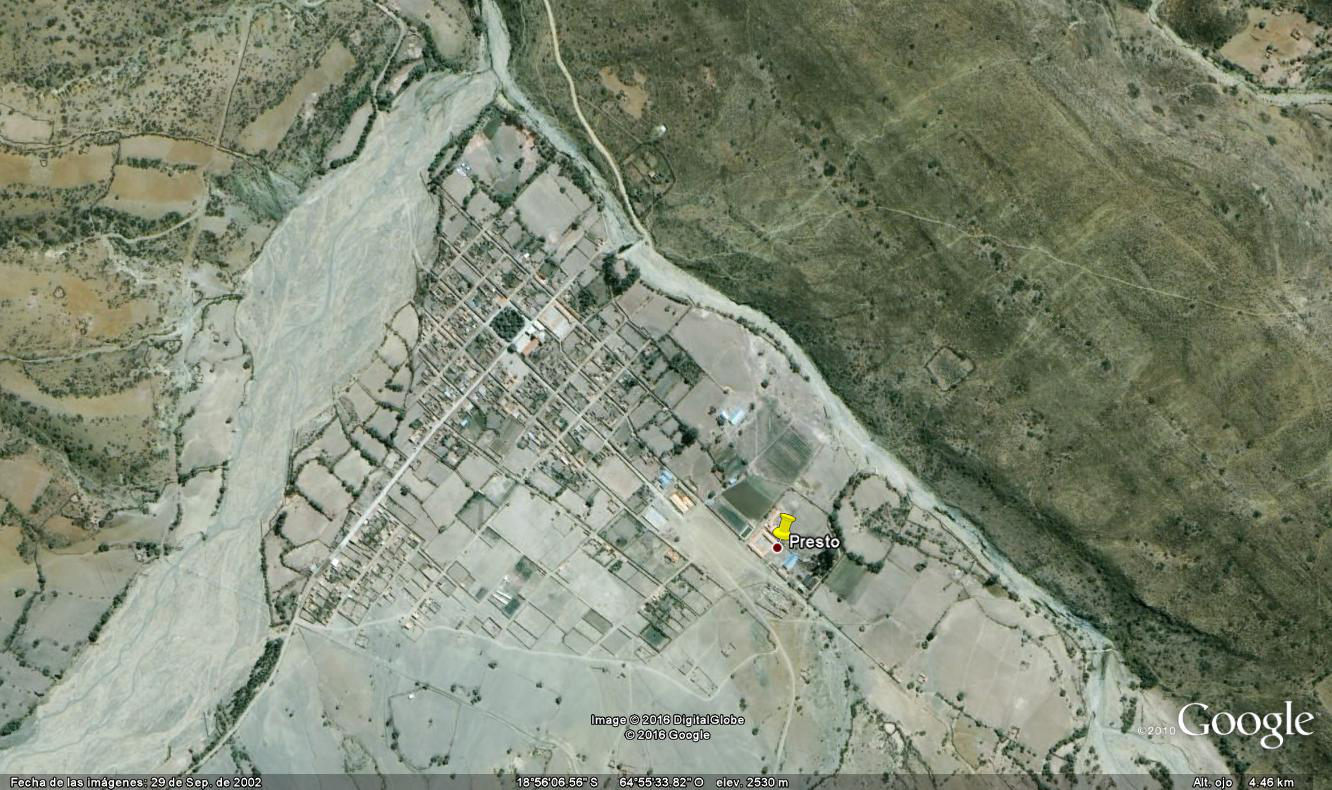 Presto
Image © 2016 DigitalGlobe
© 2016 Google
©2010 Google
Fecha de las imágenes: 29 de Sep. de 2002 18°56'06.56" S 64°55'33.82" O elev. 2530 m Alt. ojo 4.46 km